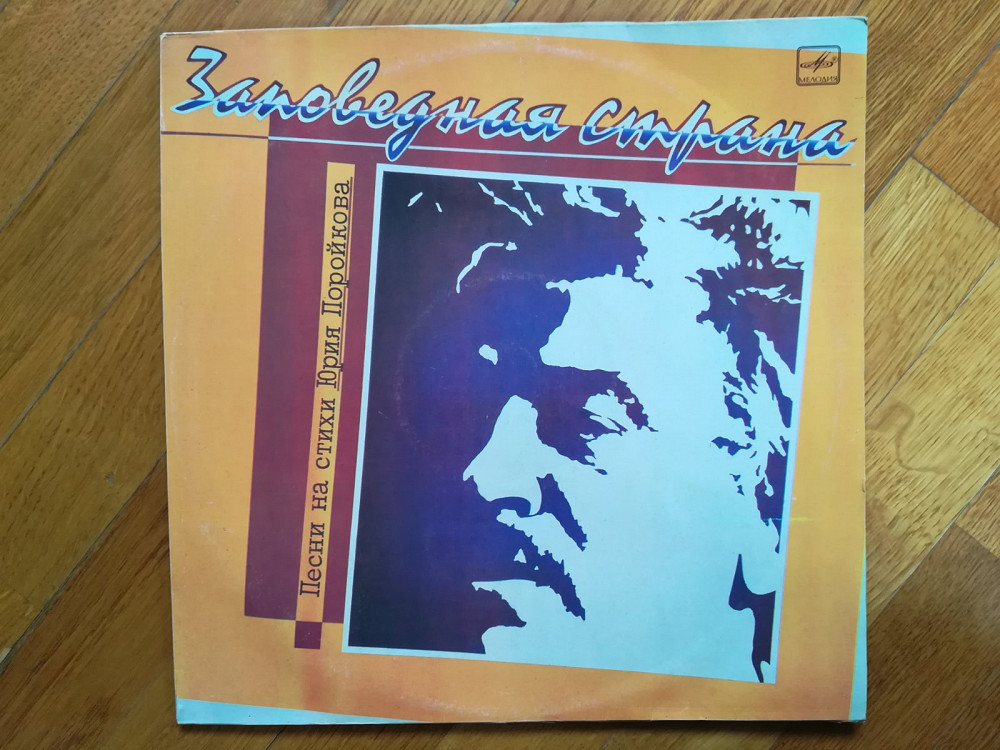 Заповедная страна
МЕЛОДИЯ
Песни на стихи Юрия Поройкова